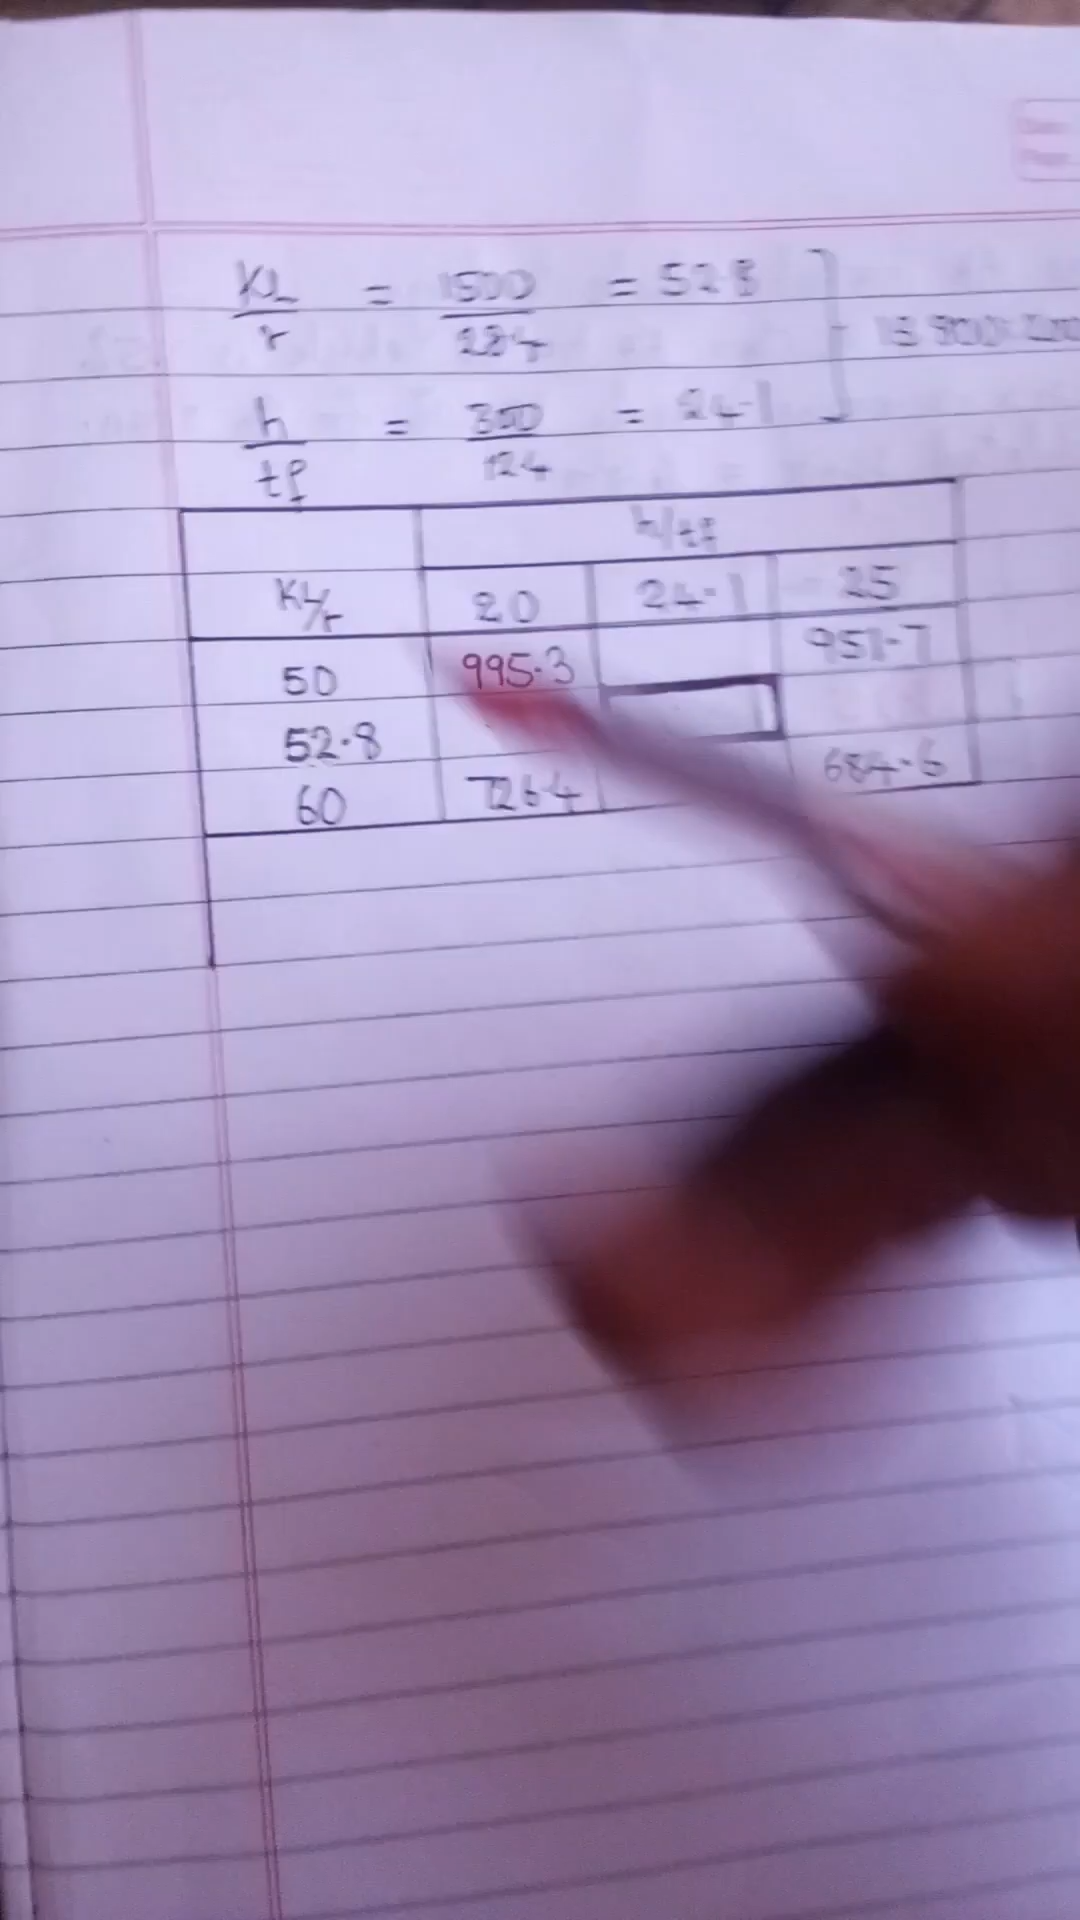 KL = 1500 = 52.8
r 28.4
h = 300 = 24.1
tf 12.4
h/tf
KL/r 20 24.1 25
50 995.3 951.7
52.8
60 726.4 684.6